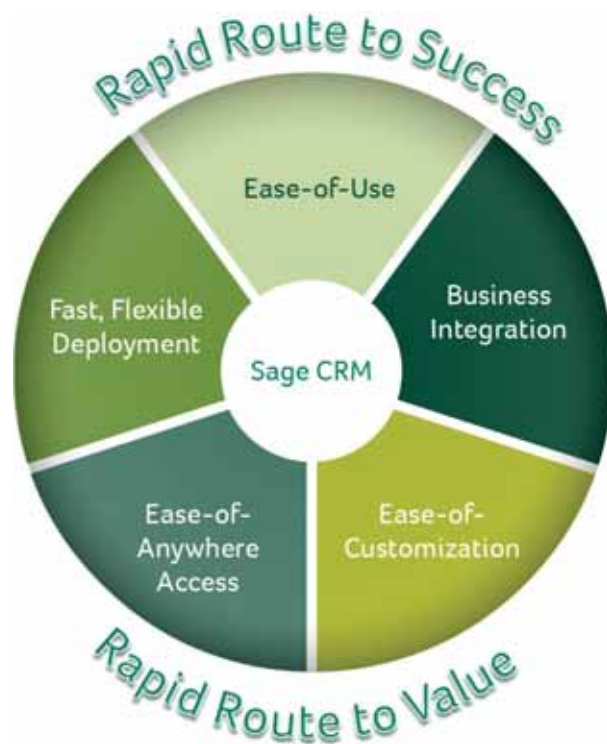 Rapid Route to Success
Ease-of-Use
Fast, Flexible
Deployment
Business
Integration
Sage CRM
Ease-of-
Anywhere
Access
Ease-of-
Customization
Rapid Route to Value